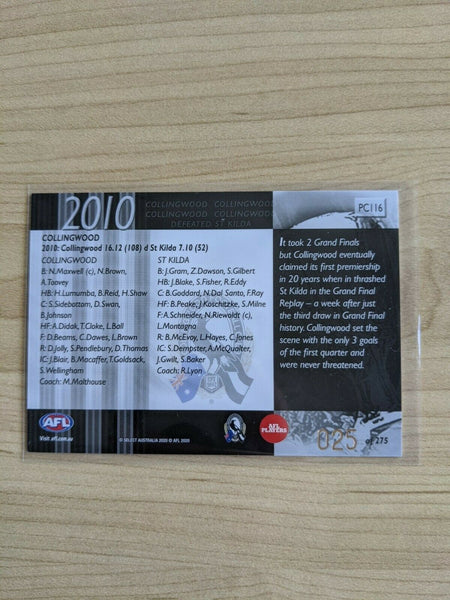 2010
COLLINGWOOD COLLINGWOOD
COLLINGWOOD COLLINGWOOD
DEFEATED ST KILDA
PC116
COLLINGWOOD
2010: Collingwood 16.12 (108) d St Kilda 7.10 (52)
COLLINGWOOD
B: N.Maxwell (c), N.Brown,
A.Toovey
HB: H.Lumumba, B.Reid, H.Shaw
C: S.Sidebottom, D.Swan,
B.Johnson
HF: A.Didak, T.Cloke, L.Ball
F: D.Beams, C.Dawes, L.Brown
R: D.Jolly, S.Pendlebury, D.Thomas
IC: J.Blair, B.Macaffer, T.Goldsack,
S.Wellingham
Coach: M.Malthouse
ST KILDA
B: J.Gram, Z.Dawson, S.Gilbert
HB: J.Blake, S.Fisher, R.Eddy
C: B.Goddard, N.Dal Santo, F.Ray
HF: B.Peake, J.Koschitzke, S.Milne
F: A.Schneider, N.Riewoldt (c),
L.Montagna
R: B.McEvoy, L.Hayes, C.Jones
IC: S.Dempster, A.McQualter,
J.Gwilt, S.Baker
Coach: R.Lyon
It took 2 Grand Finals
but Collingwood eventually
claimed its first premiership
in 20 years when in thrashed
St Kilda in the Grand Final
Replay – a week after just
the third draw in Grand Final
history. Collingwood set the
scene with the only 3 goals
of the first quarter and
were never threatened.
AFL
Visit afl.com.au
© SELECT AUSTRALIA 2020 © AFL 2020
AFL
PLAYERS
025 of 275